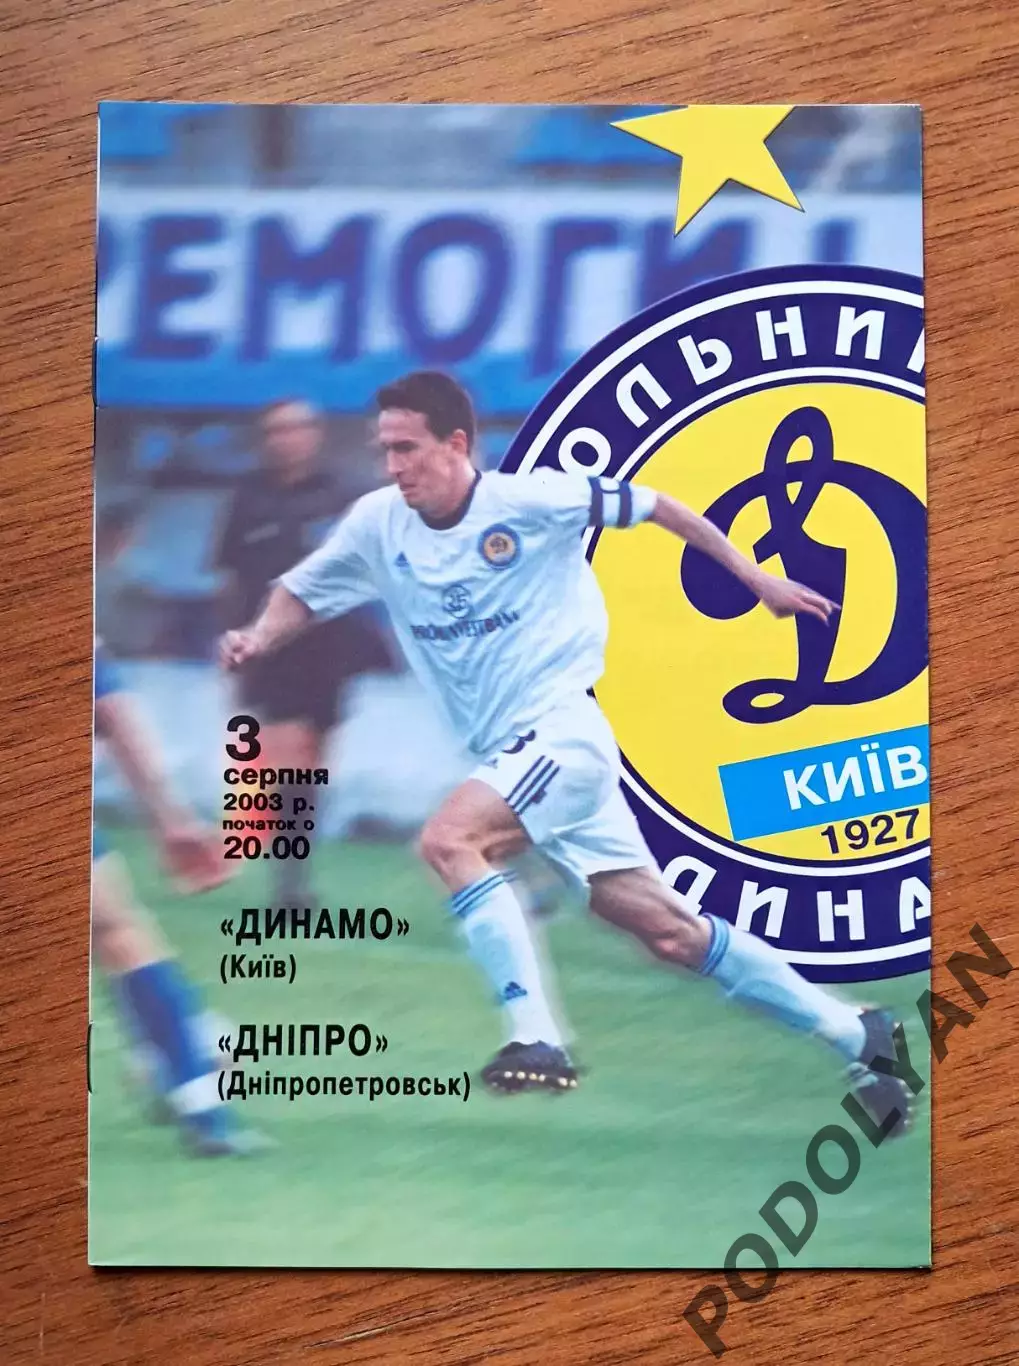 ЕМОГИ
ОЛЬНИ
Д
КИЇВ
1927
ДИНА
3
серпня
2003 р.
початок о
20.00
«ДИНАМО»
(Київ)
«ДНІПРО»
(Дніпропетровськ)
PODOLYAN